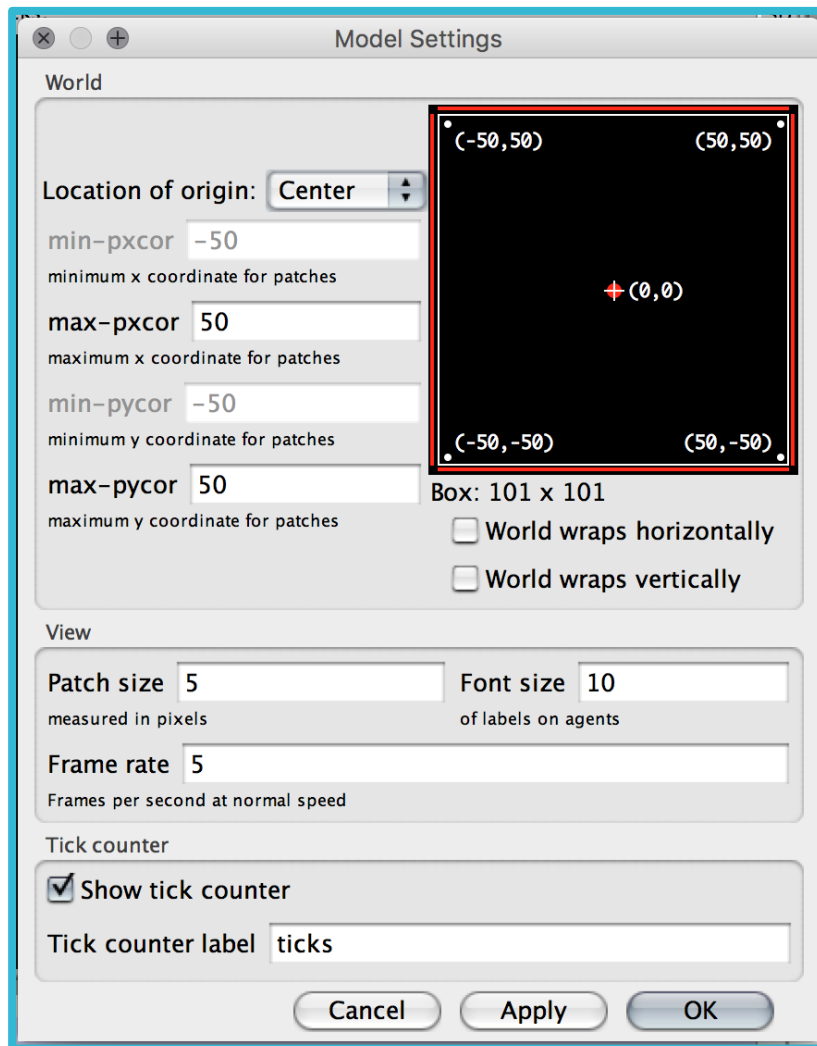 Model Settings
World
(-50,50) (50,50)
Location of origin: Center
min-pxcor -50
minimum x coordinate for patches
(0,0)
max-pxcor 50
maximum x coordinate for patches
min-pycor -50
minimum y coordinate for patches
(-50,-50) (50,-50)
max-pycor 50
maximum y coordinate for patches
Box: 101 x 101
World wraps horizontally
World wraps vertically
View
Patch size 5 Font size 10
measured in pixels of labels on agents
Frame rate 5
Frames per second at normal speed
Tick counter
Show tick counter
Tick counter label ticks
Cancel Apply OK